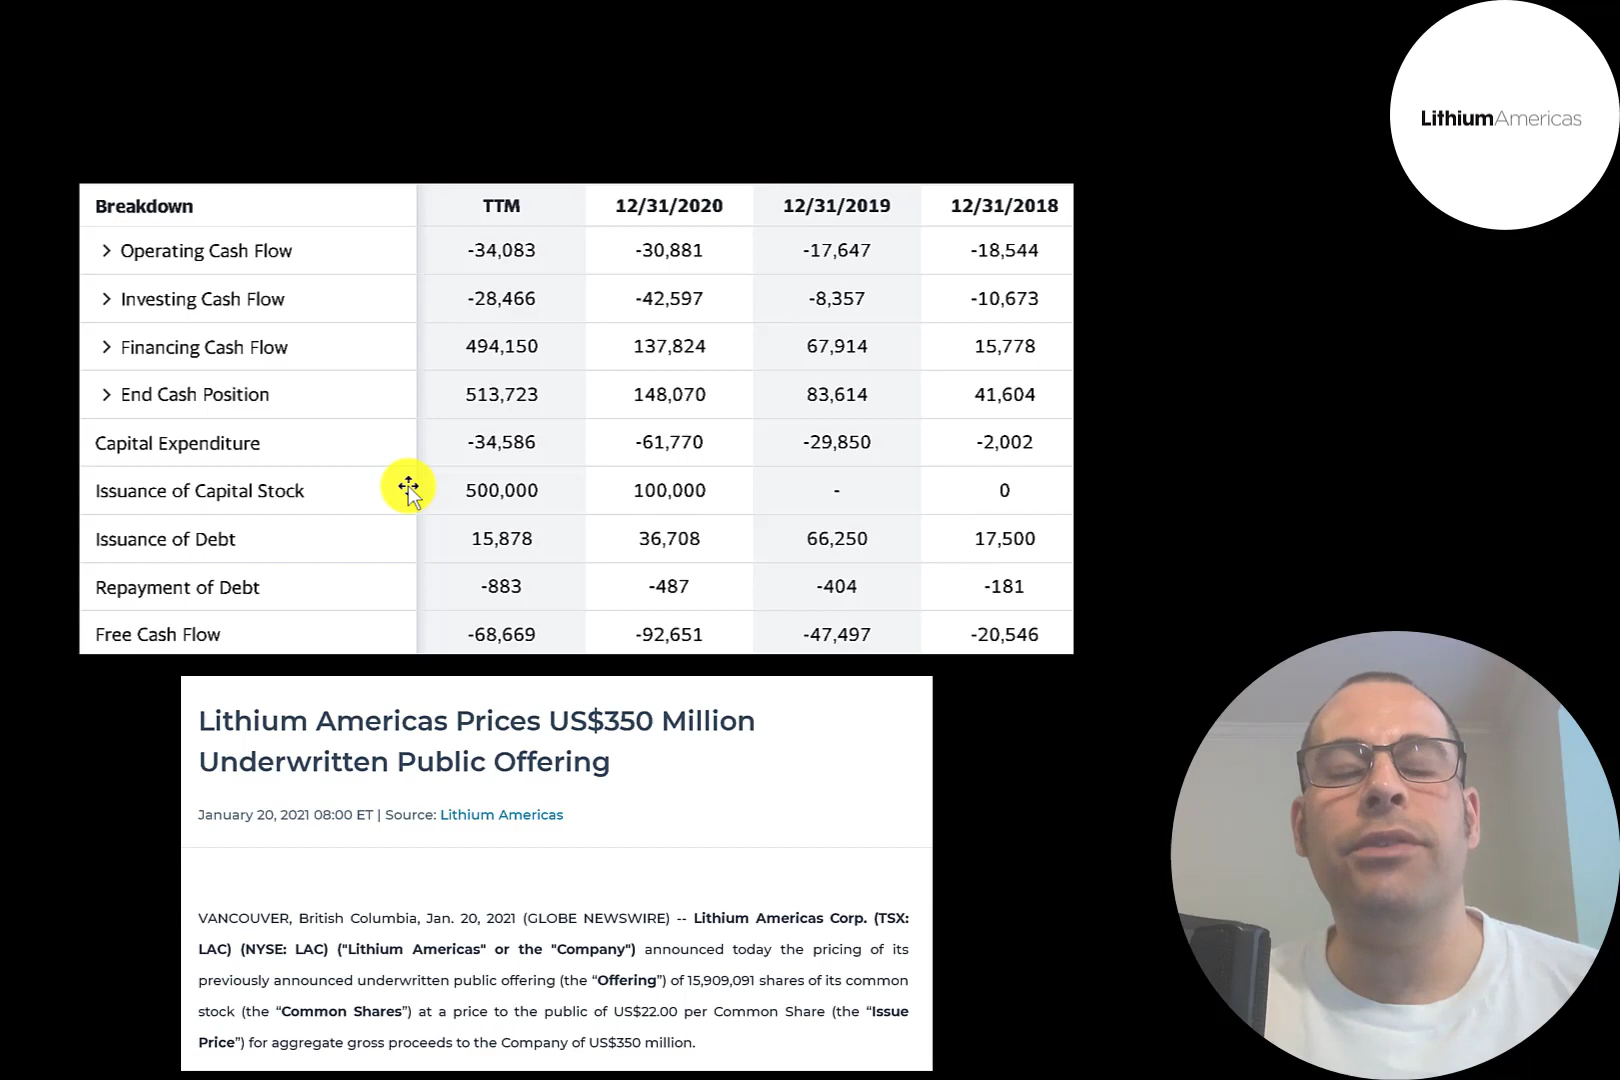 LithiumAmericas
Breakdown TTM 12/31/2020 12/31/2019 12/31/2018
Operating Cash Flow -34,083 -30,881 -17,647 -18,544
Investing Cash Flow -28,466 -42,597 -8,357 -10,673
Financing Cash Flow 494,150 137,824 67,914 15,778
End Cash Position 513,723 148,070 83,614 41,604
Capital Expenditure -34,586 -61,770 -29,850 -2,002
Issuance of Capital Stock 500,000 100,000 - 0
Issuance of Debt 15,878 36,708 66,250 17,500
Repayment of Debt -883 -487 -404 -181
Free Cash Flow -68,669 -92,651 -47,497 -20,546
Lithium Americas Prices US$350 Million
Underwritten Public Offering
January 20, 2021 08:00 ET | Source: Lithium Americas
VANCOUVER, British Columbia, Jan. 20, 2021 (GLOBE NEWSWIRE) -- Lithium Americas Corp. (TSX:
LAC) (NYSE: LAC) ("Lithium Americas" or the "Company") announced today the pricing of its
previously announced underwritten public offering (the “Offering”) of 15,909,091 shares of its common
stock (the “Common Shares”) at a price to the public of US$22.00 per Common Share (the “Issue
Price”) for aggregate gross proceeds to the Company of US$350 million.